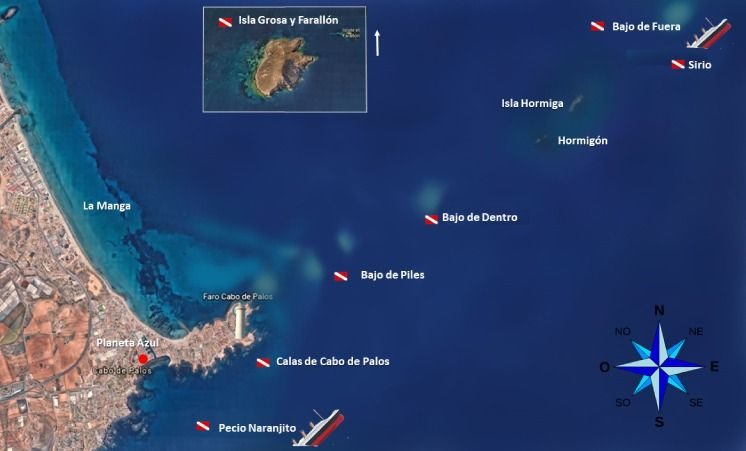 Isla Grosa y Farallón
Bajo de Fuera
Sirio
Isla Hormiga
Hormigón
La Manga
Bajo de Dentro
Bajo de Piles
Faro Cabo de Palos
Planeta Azul
Calas de Cabo de Palos
Cabo de Palos
Pecio Naranjito
N
NO
NE
O
E
SO
SE
S